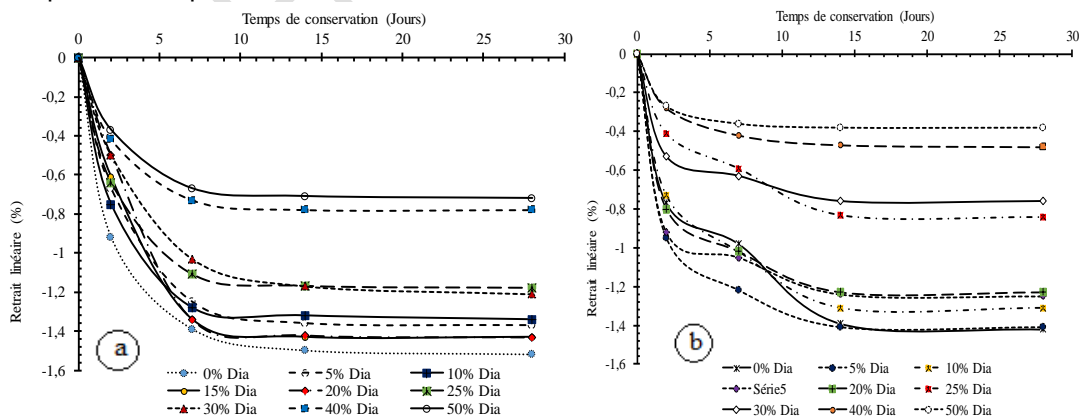 Temps de conservation (Jours)
0 5 10 15 20 25 30
0
-0,2
-0,4
-0,6
-0,8
-1
-1,2
-1,4
-1,6
Retrait linéaire (%)
a
0% Dia 5% Dia 10% Dia
15% Dia 20% Dia 25% Dia
30% Dia 40% Dia 50% Dia
Temps de conservation (Jours)
0 5 10 15 20 25 30
0
-0,2
-0,4
-0,6
-0,8
-1
-1,2
-1,4
-1,6
Retrait linéaire (%)
b
0% Dia 5% Dia 10% Dia
Série5 20% Dia 25% Dia
30% Dia 40% Dia 50% Dia